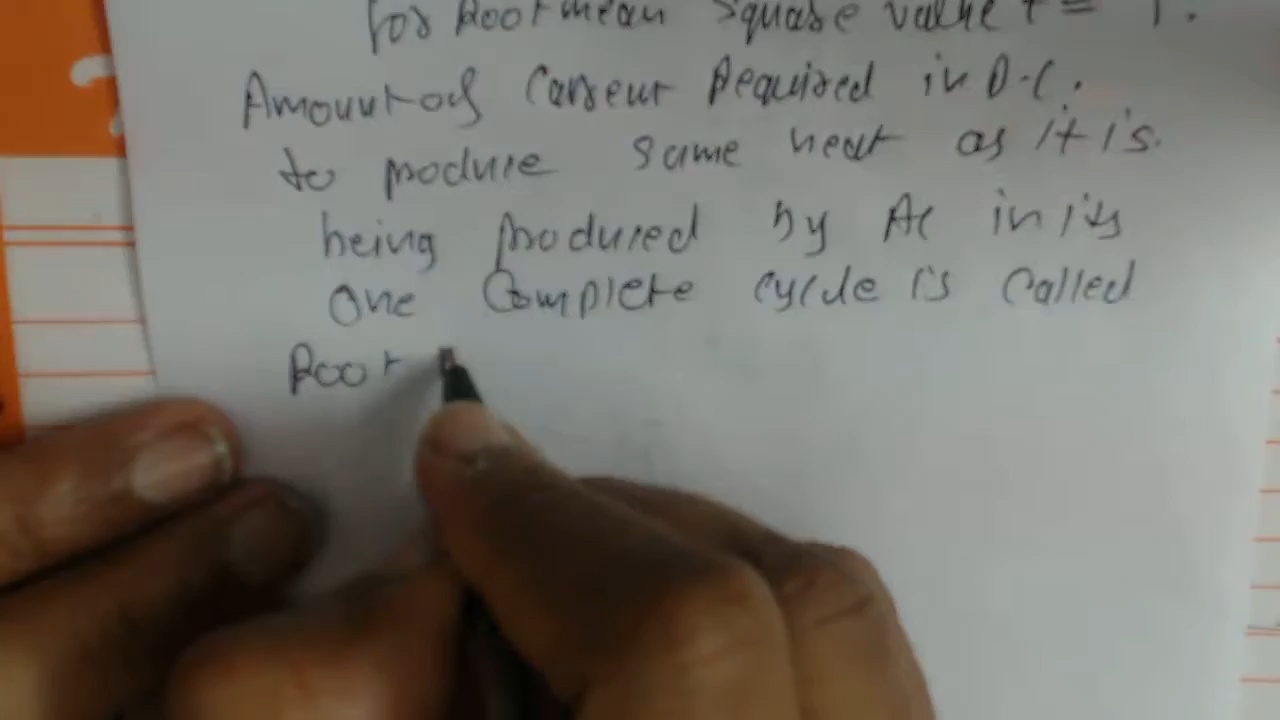 for Root mean square value t = T.
Amount of Current Required in D.C.
to produce same heat as it is.
being produced by AC in its
One Complete cycle is called
Root